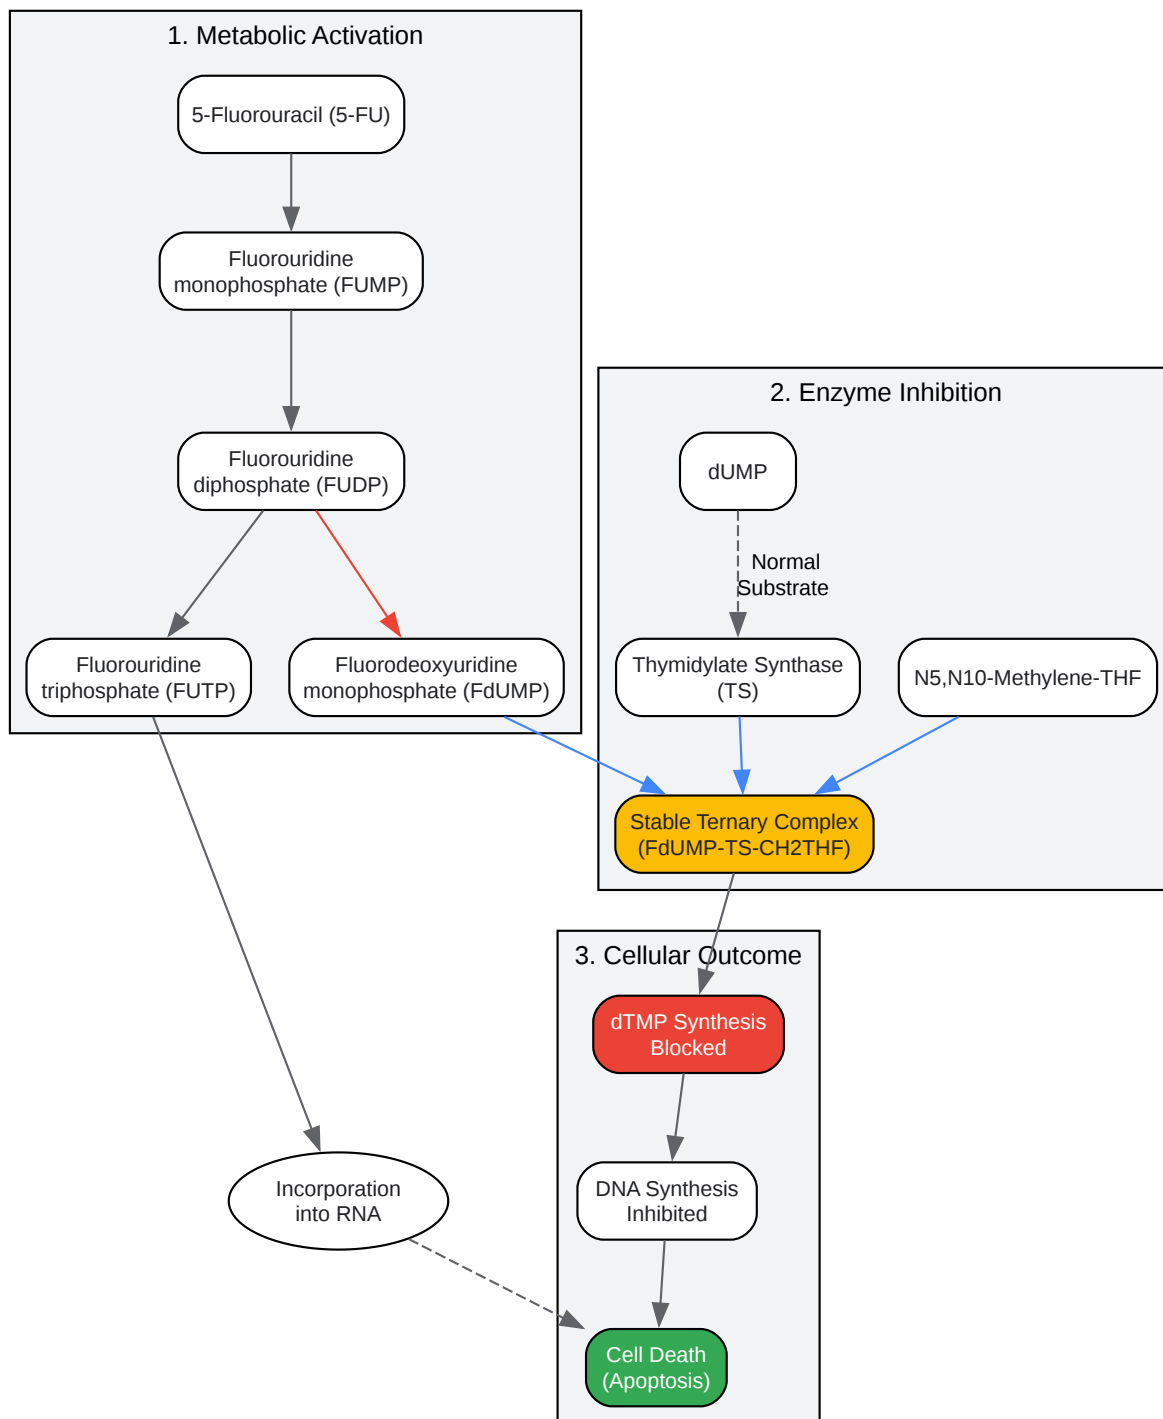 1. Metabolic Activation
5-Fluorouracil (5-FU)
Fluorouridine
monophosphate (FUMP)
Fluorouridine
diphosphate (FUDP)
Fluorouridine
triphosphate (FUTP)
Fluorodeoxyuridine
monophosphate (FdUMP)
2. Enzyme Inhibition
dUMP
Normal
Substrate
Thymidylate Synthase
(TS)
N5,N10-Methylene-THF
Stable Ternary Complex
(FdUMP-TS-CH2THF)
3. Cellular Outcome
dTMP Synthesis
Blocked
Incorporation
into RNA
DNA Synthesis
Inhibited
Cell Death
(Apoptosis)